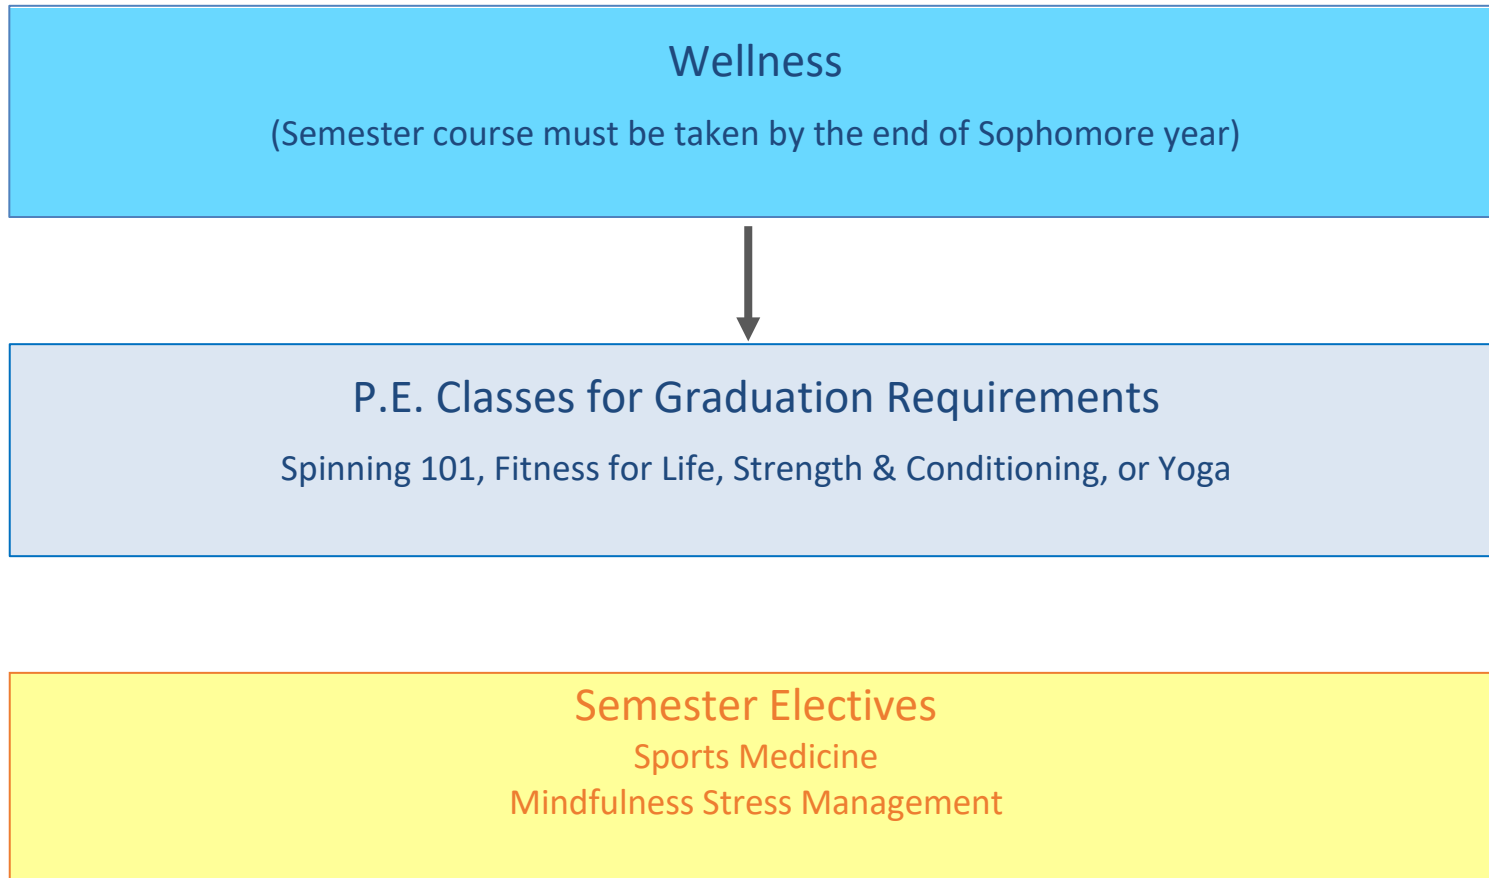 Wellness
(Semester course must be taken by the end of Sophomore year)
P.E. Classes for Graduation Requirements
Spinning 101, Fitness for Life, Strength & Conditioning, or Yoga
Semester Electives
Sports Medicine
Mindfulness Stress Management